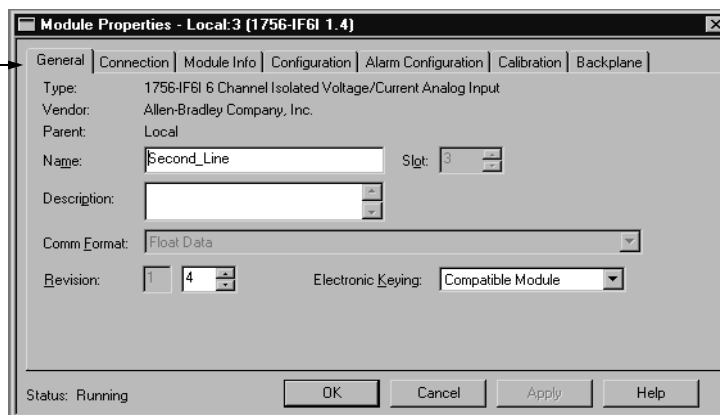 Module Properties - Local:3 (1756-IF6I 1.4)
General Connection Module Info Configuration Alarm Configuration Calibration Backplane
Type: 1756-IF6I 6 Channel Isolated Voltage/Current Analog Input
Vendor: Allen-Bradley Company, Inc.
Parent: Local
Name: Second_Line Slot: 3
Description:
Comm Format: Float Data
Revision: 1 4 Electronic Keying: Compatible Module
Status: Running OK Cancel Apply Help